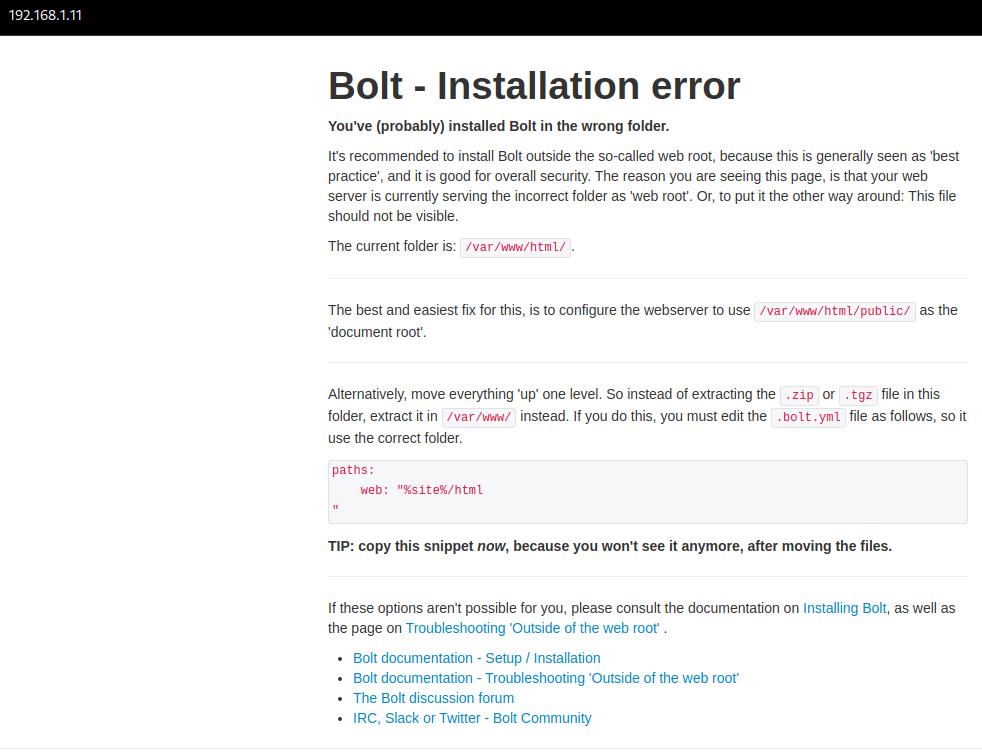 192.168.1.11
Bolt - Installation error
You've (probably) installed Bolt in the wrong folder.
It's recommended to install Bolt outside the so-called web root, because this is generally seen as 'best
practice', and it is good for overall security. The reason you are seeing this page, is that your web
server is currently serving the incorrect folder as 'web root'. Or, to put it the other way around: This file
should not be visible.
The current folder is: /var/www/html/ .
The best and easiest fix for this, is to configure the webserver to use /var/www/html/public/ as the
'document root'.
Alternatively, move everything 'up' one level. So instead of extracting the .zip or .tgz file in this
folder, extract it in /var/www/ instead. If you do this, you must edit the .bolt.yml file as follows, so it
use the correct folder.
paths:
    web: "%site%/html
"
TIP: copy this snippet now, because you won't see it anymore, after moving the files.
If these options aren't possible for you, please consult the documentation on Installing Bolt, as well as
the page on Troubleshooting 'Outside of the web root' .
• Bolt documentation - Setup / Installation
• Bolt documentation - Troubleshooting 'Outside of the web root'
• The Bolt discussion forum
• IRC, Slack or Twitter - Bolt Community